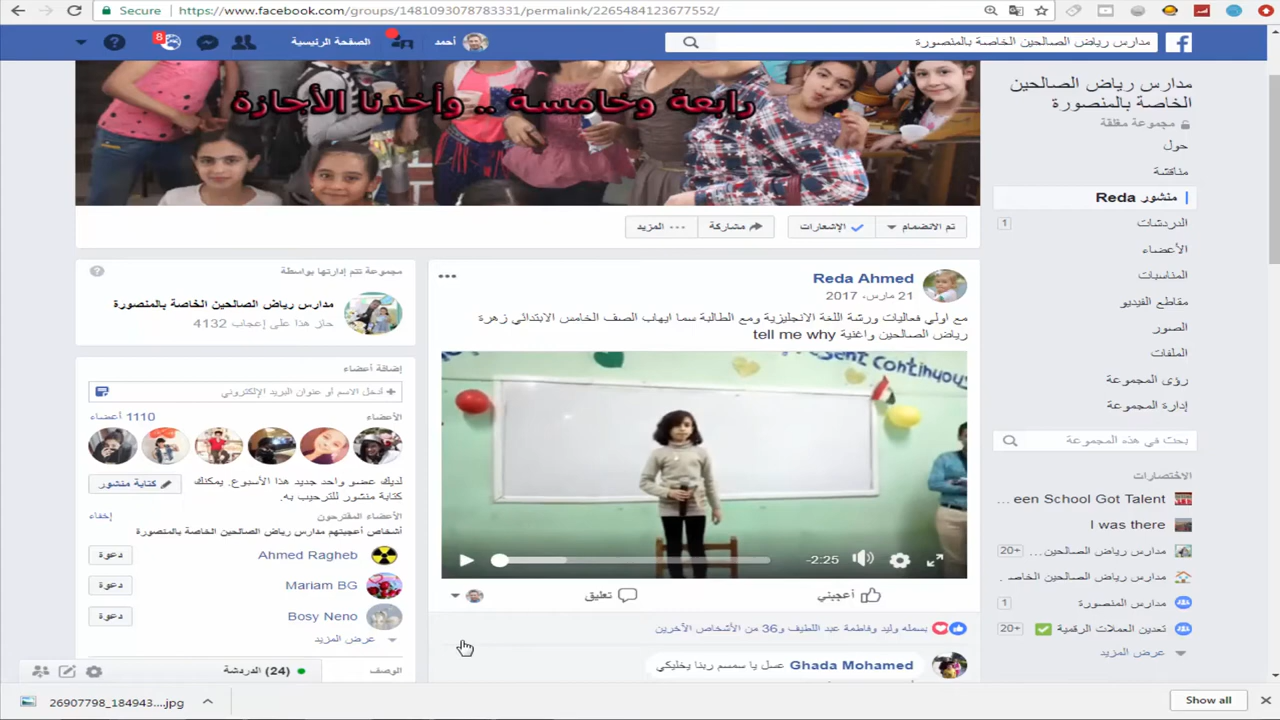 Secure https://www.facebook.com/groups/1481093078783331/permalink/2265484123677552/
مدارس رياض الصالحين الخاصة بالمنصورة
أحمد
الصفحة الرئيسية
8
مدارس رياض الصالحين
الخاصة بالمنصورة
مجموعة مغلقة
حول
مناقشة
منشور Reda
الدردشات
1
الأعضاء
المناسبات
مقاطع الفيديو
الصور
الملفات
رؤى المجموعة
إدارة المجموعة
بحث في هذه المجموعة
الاختصارات
een School Got Talent ...
I was there
مدارس رياض الصالحين ...
20+
مدارس رياض الصالحين الخاصـ ...
مدارس المنصورة
1
تعدين العملات الرقمية
20+
عرض المزيد
رابعة وخامسة .. وأخدنا الأجازة
تم الانضمام
الإشعارات
مشاركة
المزيد
Reda Ahmed
21 مارس، 2017
مع اولي فعاليات ورشة اللغة الانجليزية ومع الطالبة سما ايهاب الصف الخامس الابتدائي زهرة
رياض الصالحين واغنية tell me why
esent continuous
-2:25
أعجبني
تعليق
بسمله وليد وفاطمة عبد اللطيف و36 من الأشخاص الآخرين
Ghada Mohamed عسل يا سمسم ربنا يخليكي
مجموعة تتم إدارتها بواسطة
مدارس رياض الصالحين الخاصة بالمنصورة
حاز هذا على إعجاب 4132
إضافة أعضاء
أدخل الاسم أو عنوان البريد الإلكتروني
الأعضاء
1110 أعضاء
لديك عضو واحد جديد هذا الأسبوع. يمكنك
كتابة منشور للترحيب به.
كتابة منشور
الأعضاء المقترحون
إخفاء
أشخاص أعجبتهم مدارس رياض الصالحين الخاصة بالمنصورة
Ahmed Ragheb
دعوة
Mariam BG
دعوة
Bosy Neno
دعوة
عرض المزيد
الوصف
الدردشة (24)
26907798_184943....jpg
Show all